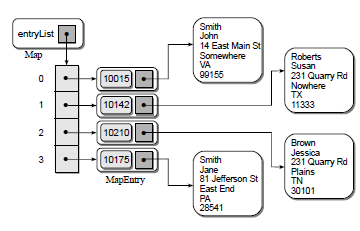 entryList
Map
0
10015
1
10142
2
10210
3
10175
MapEntry
Smith
John
14 East Main St
Somewhere
VA
99155
Roberts
Susan
231 Quarry Rd
Nowhere
TX
11333
Brown
Jessica
231 Quarry Rd
Plains
TN
30101
Smith
Jane
81 Jefferson St
East End
PA
28541